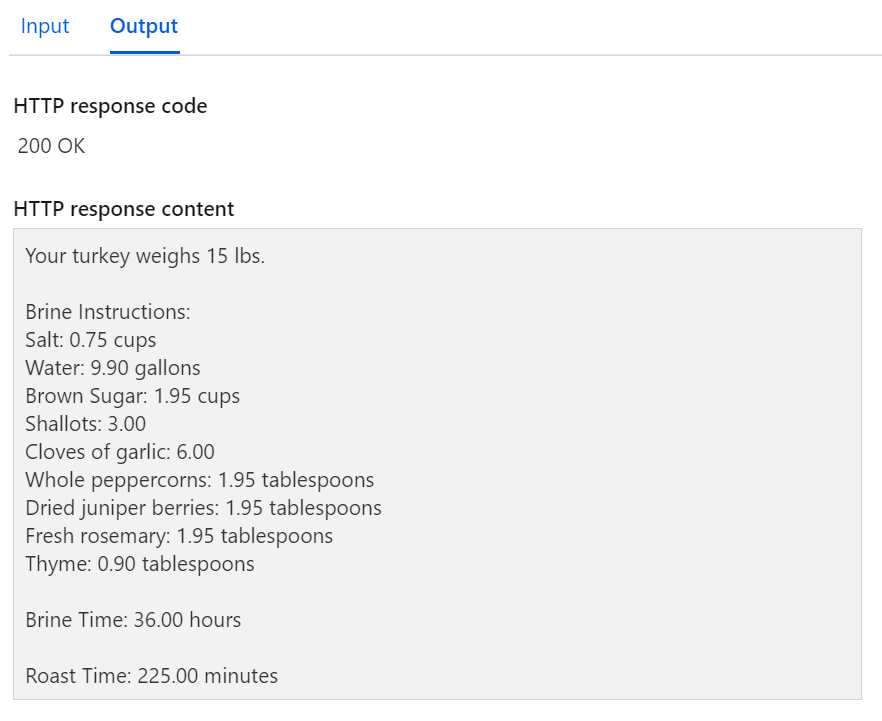 Input Output
HTTP response code
200 OK
HTTP response content
Your turkey weighs 15 lbs.
Brine Instructions:
Salt: 0.75 cups
Water: 9.90 gallons
Brown Sugar: 1.95 cups
Shallots: 3.00
Cloves of garlic: 6.00
Whole peppercorns: 1.95 tablespoons
Dried juniper berries: 1.95 tablespoons
Fresh rosemary: 1.95 tablespoons
Thyme: 0.90 tablespoons
Brine Time: 36.00 hours
Roast Time: 225.00 minutes